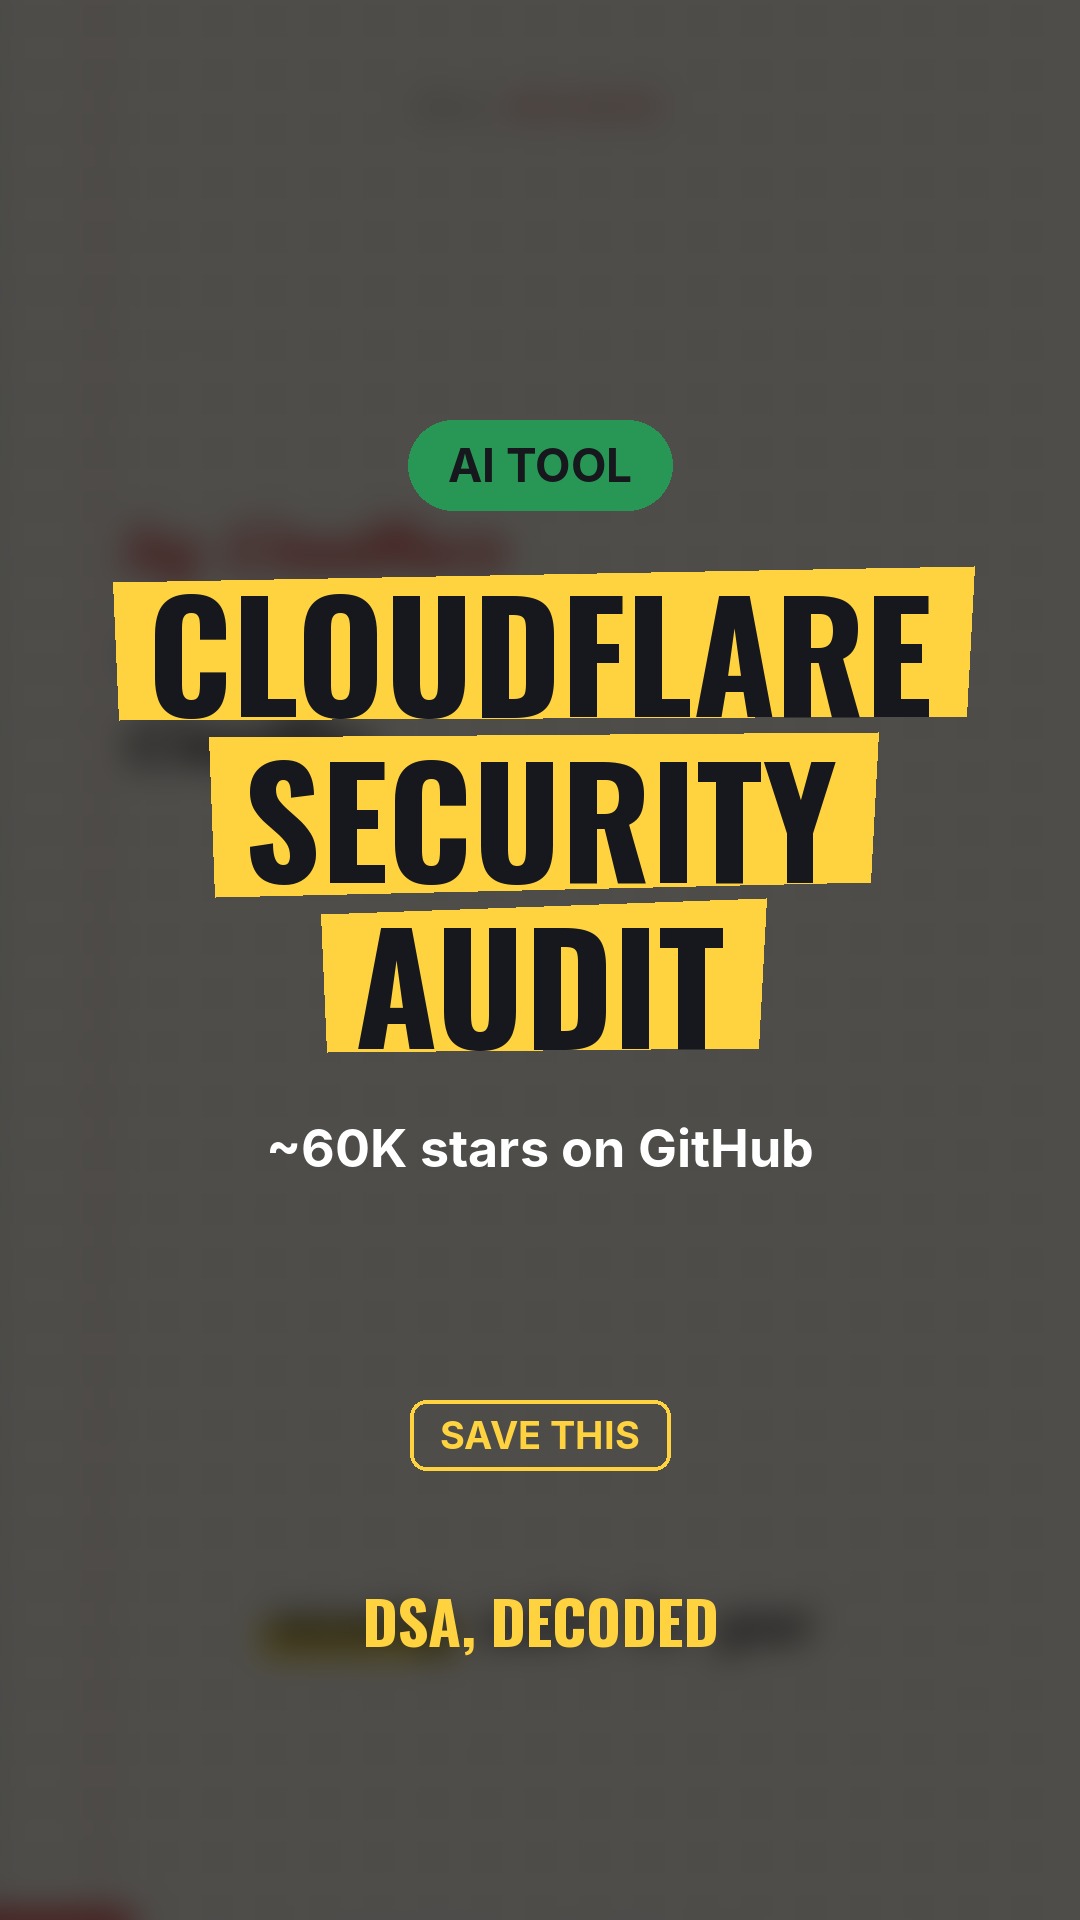 AI TOOL
CLOUDFLARE
SECURITY
AUDIT
~60K stars on GitHub
SAVE THIS
DSA, DECODED